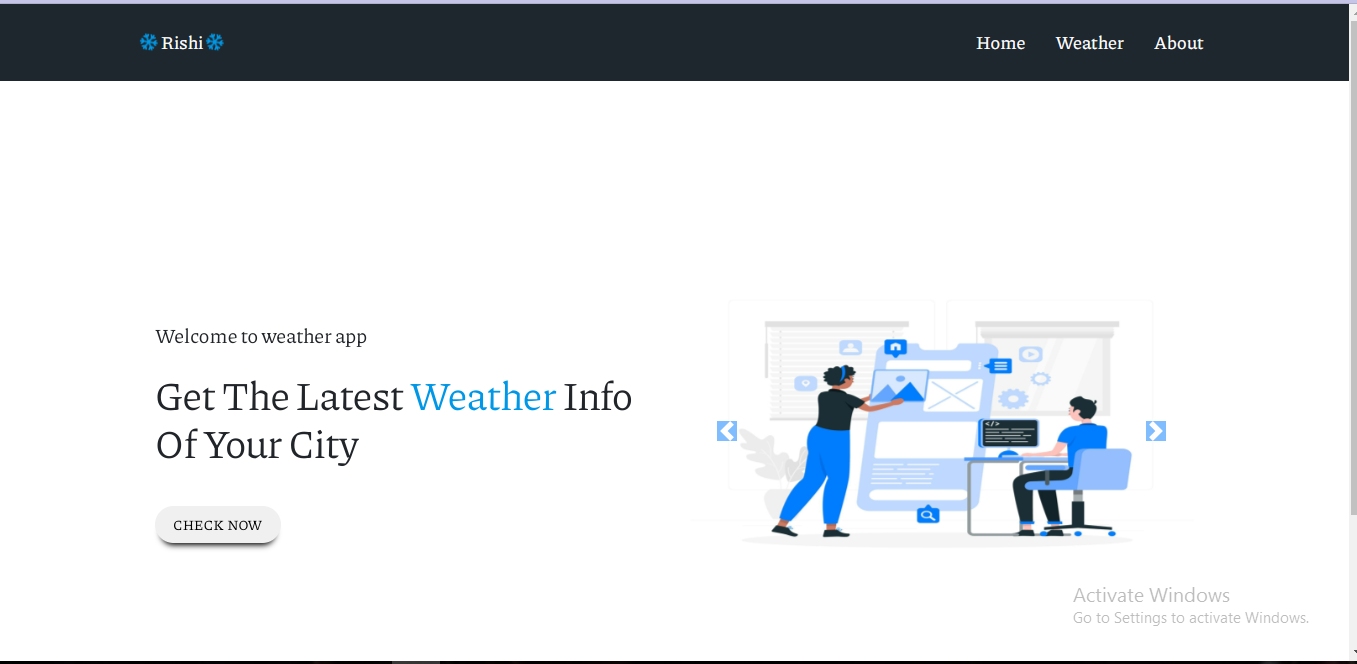 Rishi
Home Weather About
Welcome to weather app
Get The Latest Weather Info
Of Your City
CHECK NOW
</>
Activate Windows
Go to Settings to activate Windows.